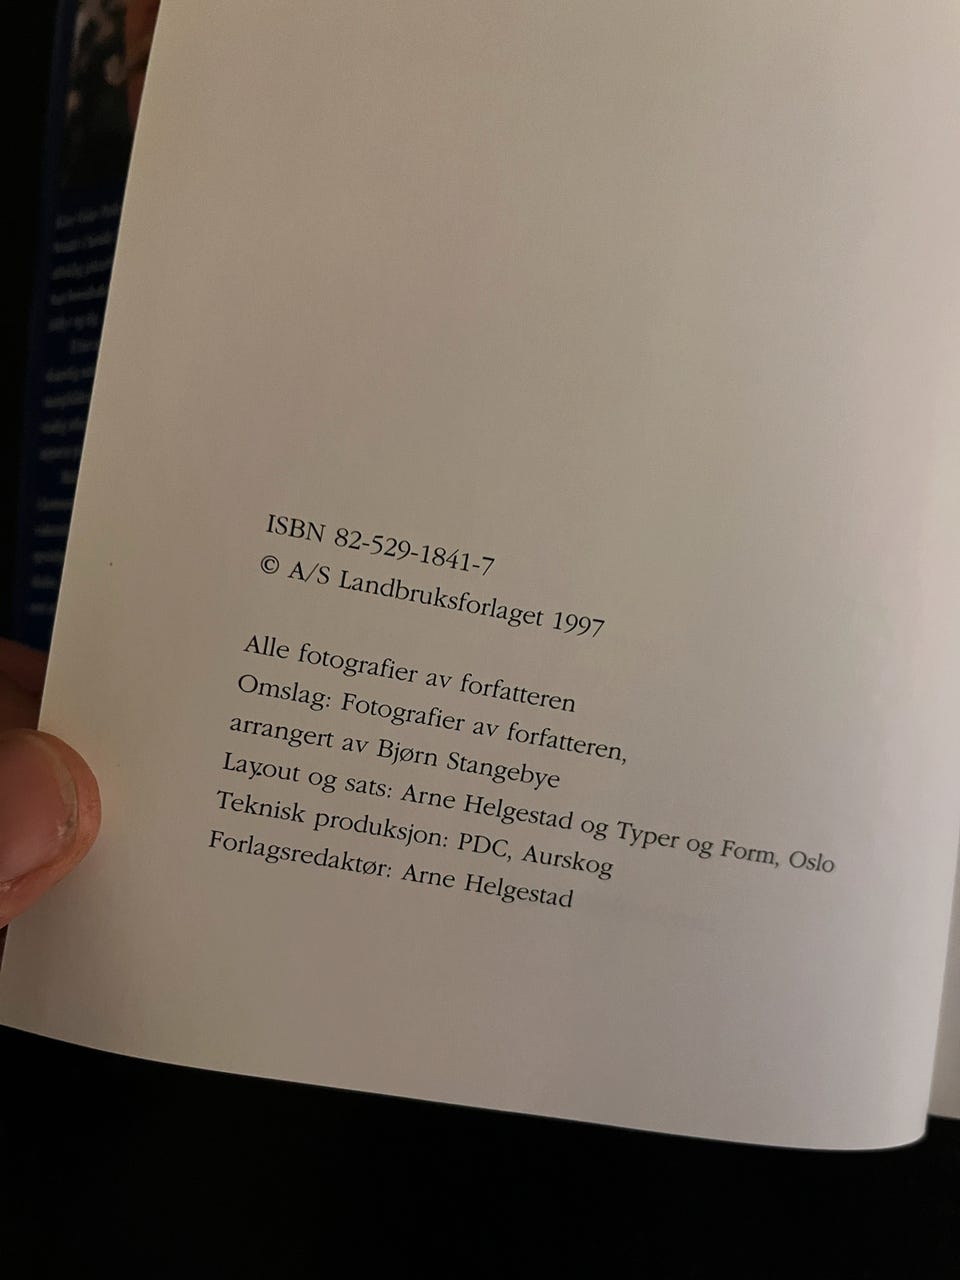 ISBN 82-529-1841-7
© A/S Landbruksforlaget 1997
Alle fotografier av forfatteren
Omslag: Fotografier av forfatteren,
arrangert av Bjørn Stangebye
Layout og sats: Arne Helgestad og Typer og Form, Oslo
Teknisk produksjon: PDC, Aurskog
Forlagsredaktør: Arne Helgestad